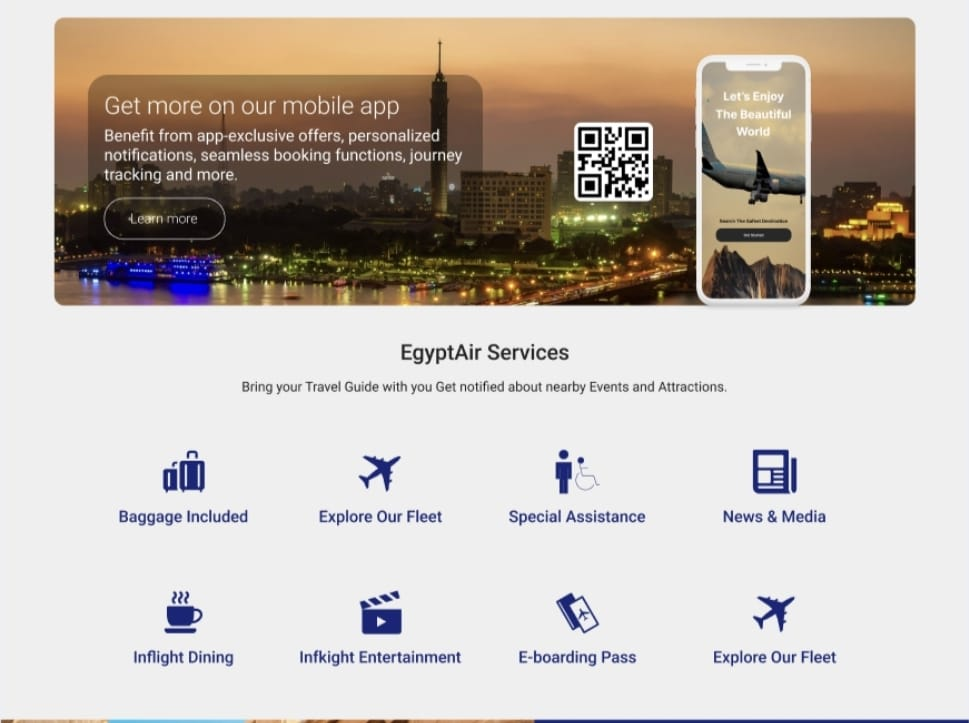 Get more on our mobile app
Benefit from app-exclusive offers, personalized
notifications, seamless booking functions, journey
tracking and more.
Learn more
Let's Enjoy
The Beautiful
World
Search The Safest Destination
Get Started
EgyptAir Services
Bring your Travel Guide with you Get notified about nearby Events and Attractions.
Baggage Included
Explore Our Fleet
Special Assistance
News & Media
Inflight Dining
Infkight Entertainment
E-boarding Pass
Explore Our Fleet